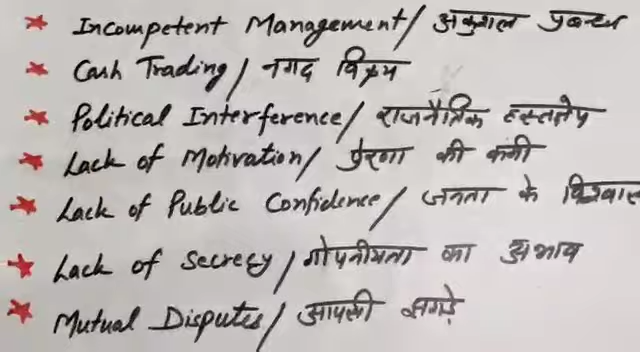 Incompetent Management/ अकुशल प्रबन्धन
Cash Trading/ नगद विक्रय
Political Interference/ राजनैतिक हस्तक्षेप
Lack of Motivation/ प्रेरणा की कमी
Lack of Public Confidence/ जनता के विश्वास
Lack of Secrecy/ गोपनीयता का अभाव
Mutual Disputes/ आपसी झगड़े